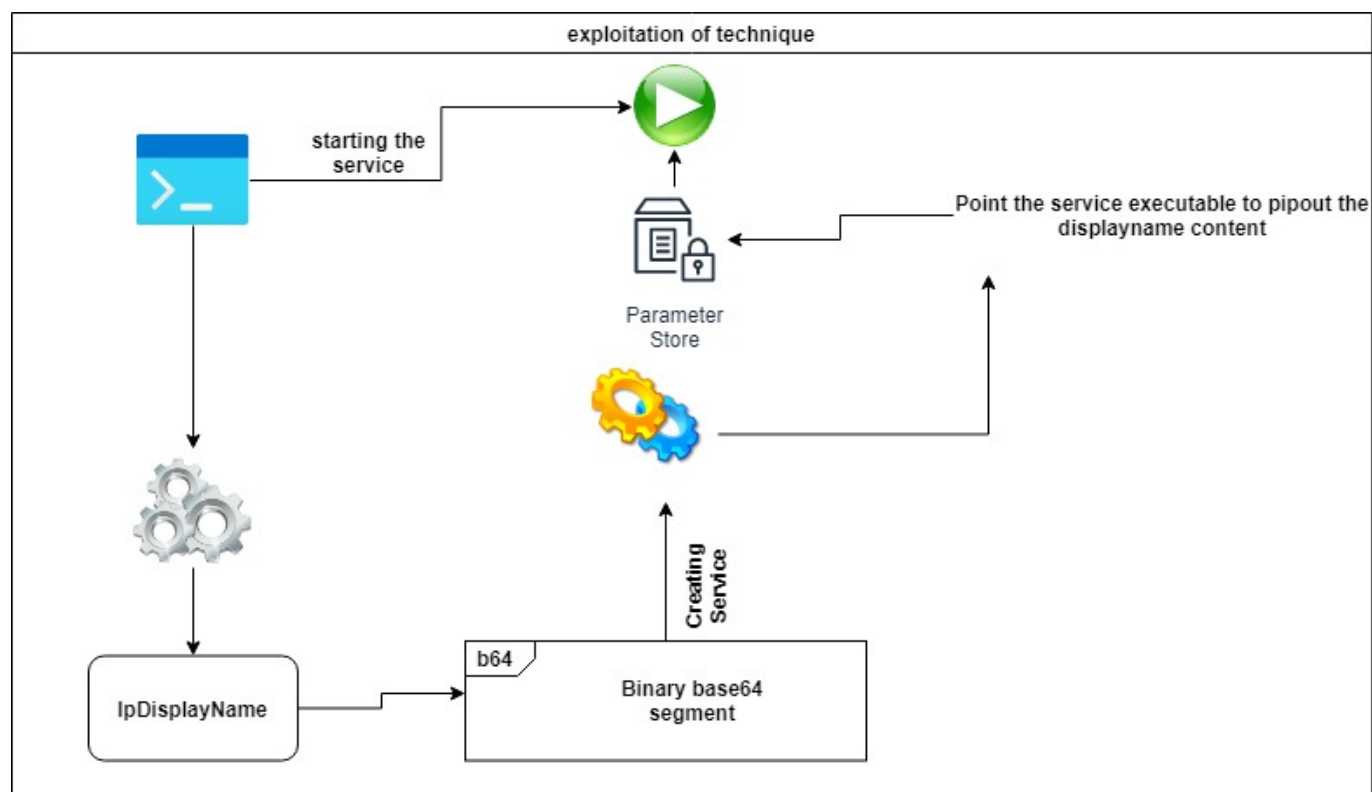 exploitation of technique
starting the
service
Point the service executable to pipout the
displayname content
Parameter
Store
Creating
Service
b64
Binary base64
segment
lpDisplayName